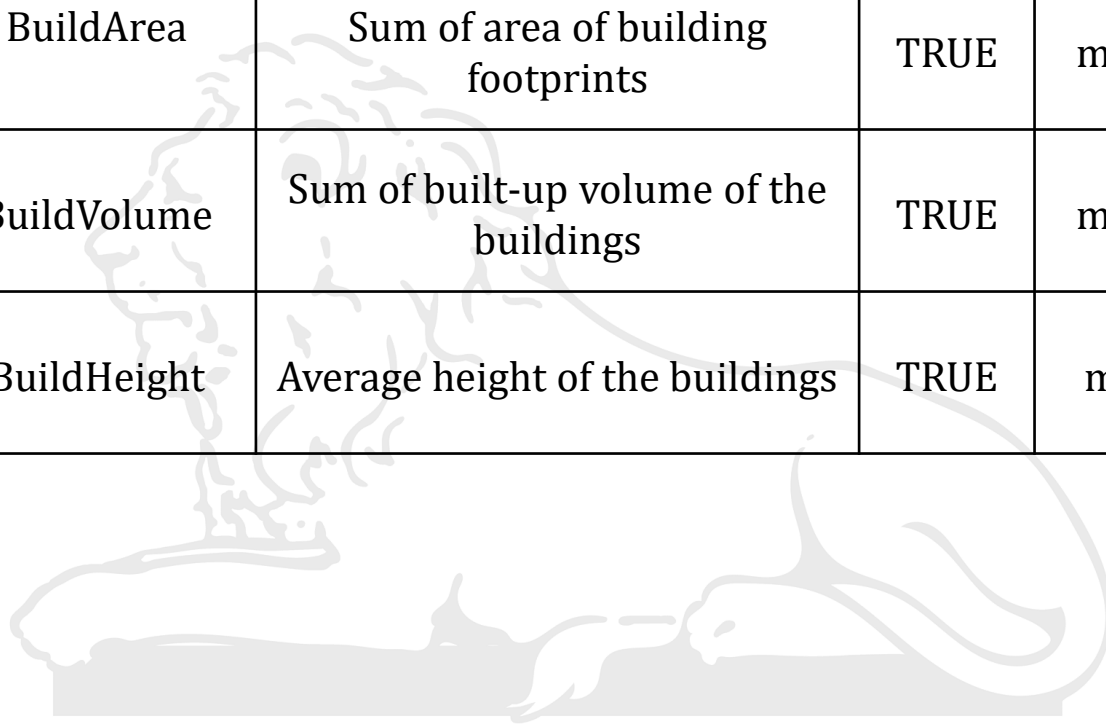 BuildArea
Sum of area of building
footprints
TRUE
m
BuildVolume
Sum of built-up volume of the
buildings
TRUE
m
BuildHeight
Average height of the buildings
TRUE
m